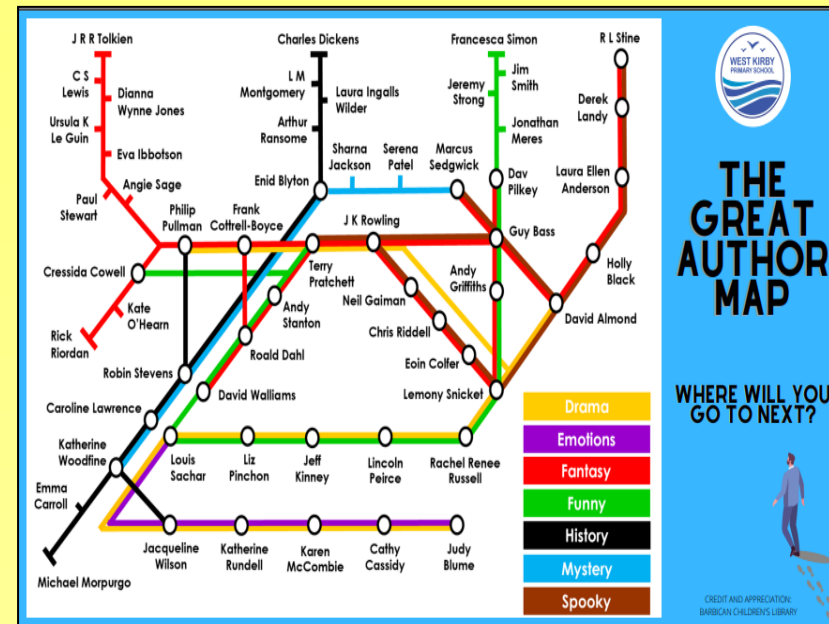 J R R Tolkien
Charles Dickens
Francesca Simon
R L Stine
C S
Lewis
Dianna
Wynne Jones
Ursula K
Le Guin
Eva Ibbotson
Angie Sage
Paul
Stewart
L M
Montgomery
Laura Ingalls
Wilder
Arthur
Ransome
Sharna
Jackson
Serena
Patel
Marcus
Sedgwick
Enid Blyton
Jeremy
Strong
Jim
Smith
Jonathan
Meres
Dav
Pilkey
Guy Bass
Derek
Landy
Laura Ellen
Anderson
Holly
Black
David Almond
Philip
Pullman
Frank
Cottrell-Boyce
J K Rowling
Terry
Pratchett
Cressida Cowell
Kate
O'Hearn
Rick
Riordan
Andy
Stanton
Neil Gaiman
Andy
Griffiths
Chris Riddell
Roald Dahl
Eoin Colfer
Robin Stevens
David Walliams
Lemony Snicket
Caroline Lawrence
Katherine
Woodfine
Louis
Sachar
Liz
Pinchon
Jeff
Kinney
Lincoln
Peirce
Rachel Renee
Russell
Emma
Carroll
Michael Morpurgo
Jacqueline
Wilson
Katherine
Rundell
Karen
McCombie
Cathy
Cassidy
Judy
Blume
Drama
Emotions
Fantasy
Funny
History
Mystery
Spooky
WEST KIRBY
PRIMARY SCHOOL
THE
GREAT
AUTHOR
MAP
WHERE WILL YOU
GO TO NEXT?
CREDIT AND APPRECIATION:
BARBICAN CHILDREN'S LIBRARY